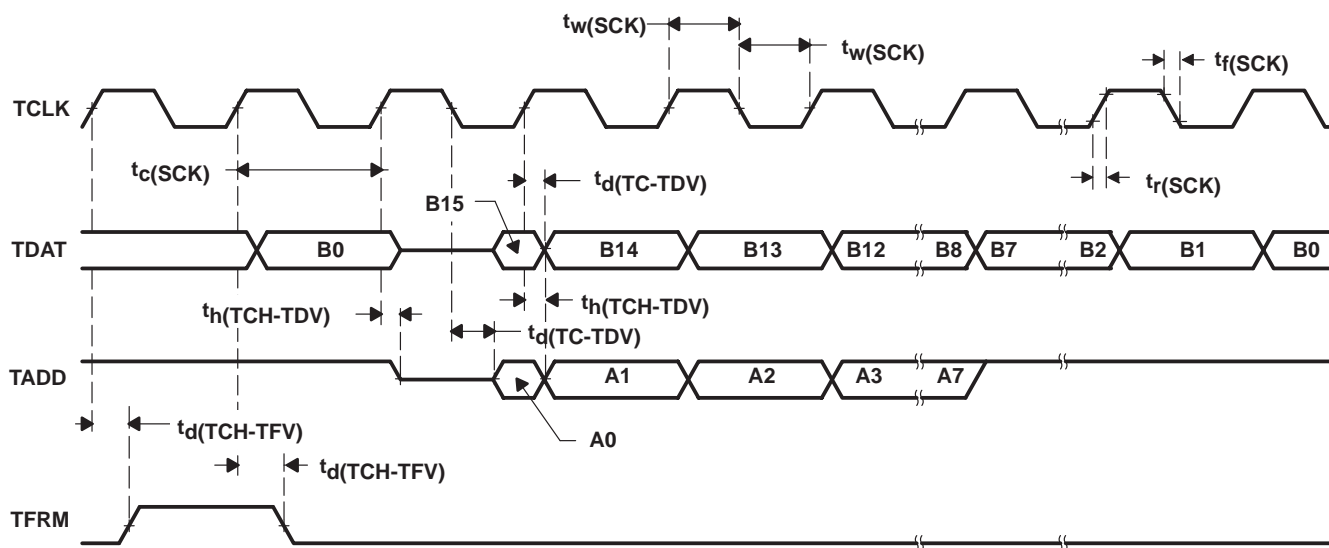 tw(SCK)
tw(SCK)
tf(SCK)
TCLK
tc(SCK)
td(TC-TDV)
tr(SCK)
B15
TDAT
B0
B14
B13
B12
B8
B7
B2
B1
B0
th(TCH-TDV)
th(TCH-TDV)
td(TC-TDV)
TADD
A1
A2
A3
A7
td(TCH-TFV)
A0
td(TCH-TFV)
TFRM